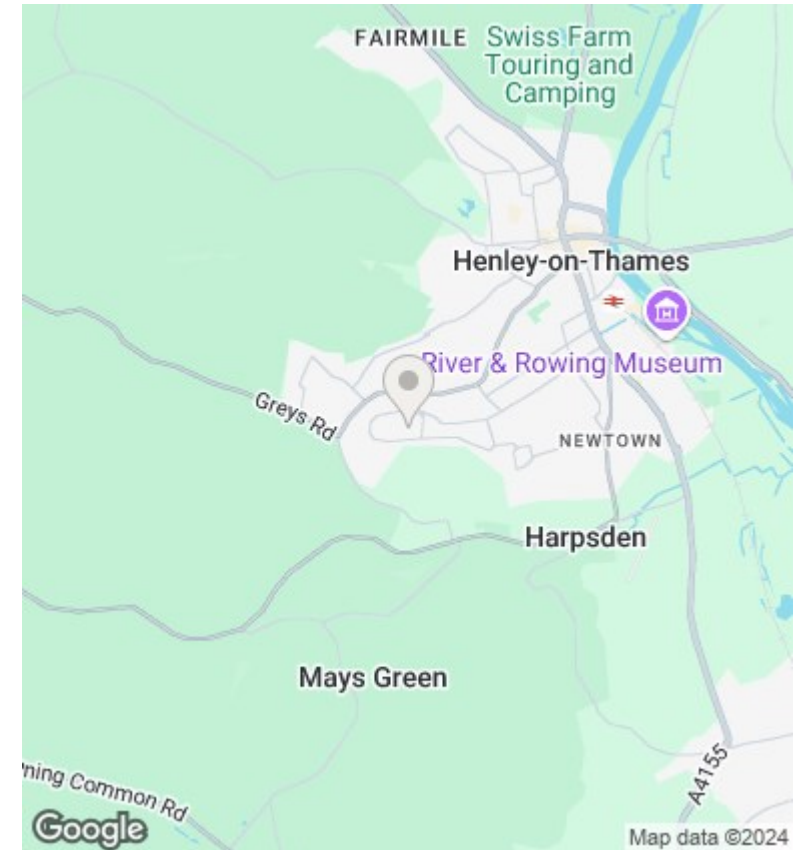 FAIRMILE
Swiss Farm
Touring and
Camping
Henley-on-Thames
River & Rowing Museum
Greys Rd
NEWTOWN
Harpsden
Mays Green
A4155
Common Rd
Google
Map data ©2024